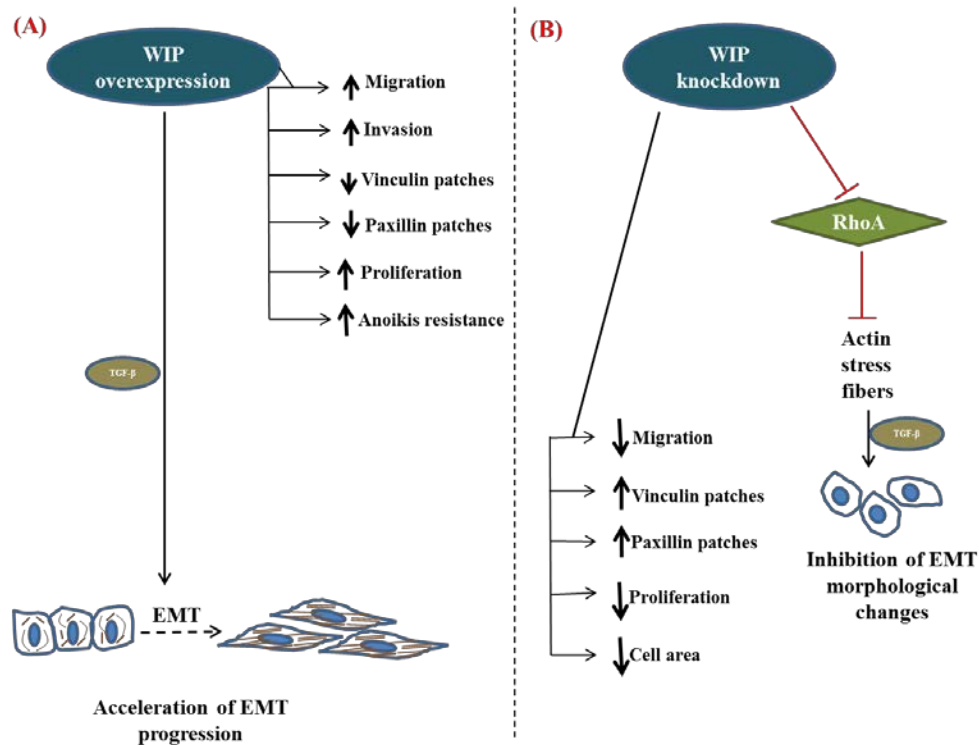 (A)
WIP
overexpression
Migration
Invasion
Vinculin patches
Paxillin patches
Proliferation
Anoikis resistance
TGF-β
EMT
Acceleration of EMT
progression
(B)
WIP
knockdown
RhoA
Actin
stress
fibers
TGF-β
Migration
Vinculin patches
Paxillin patches
Proliferation
Cell area
Inhibition of EMT
morphological
changes